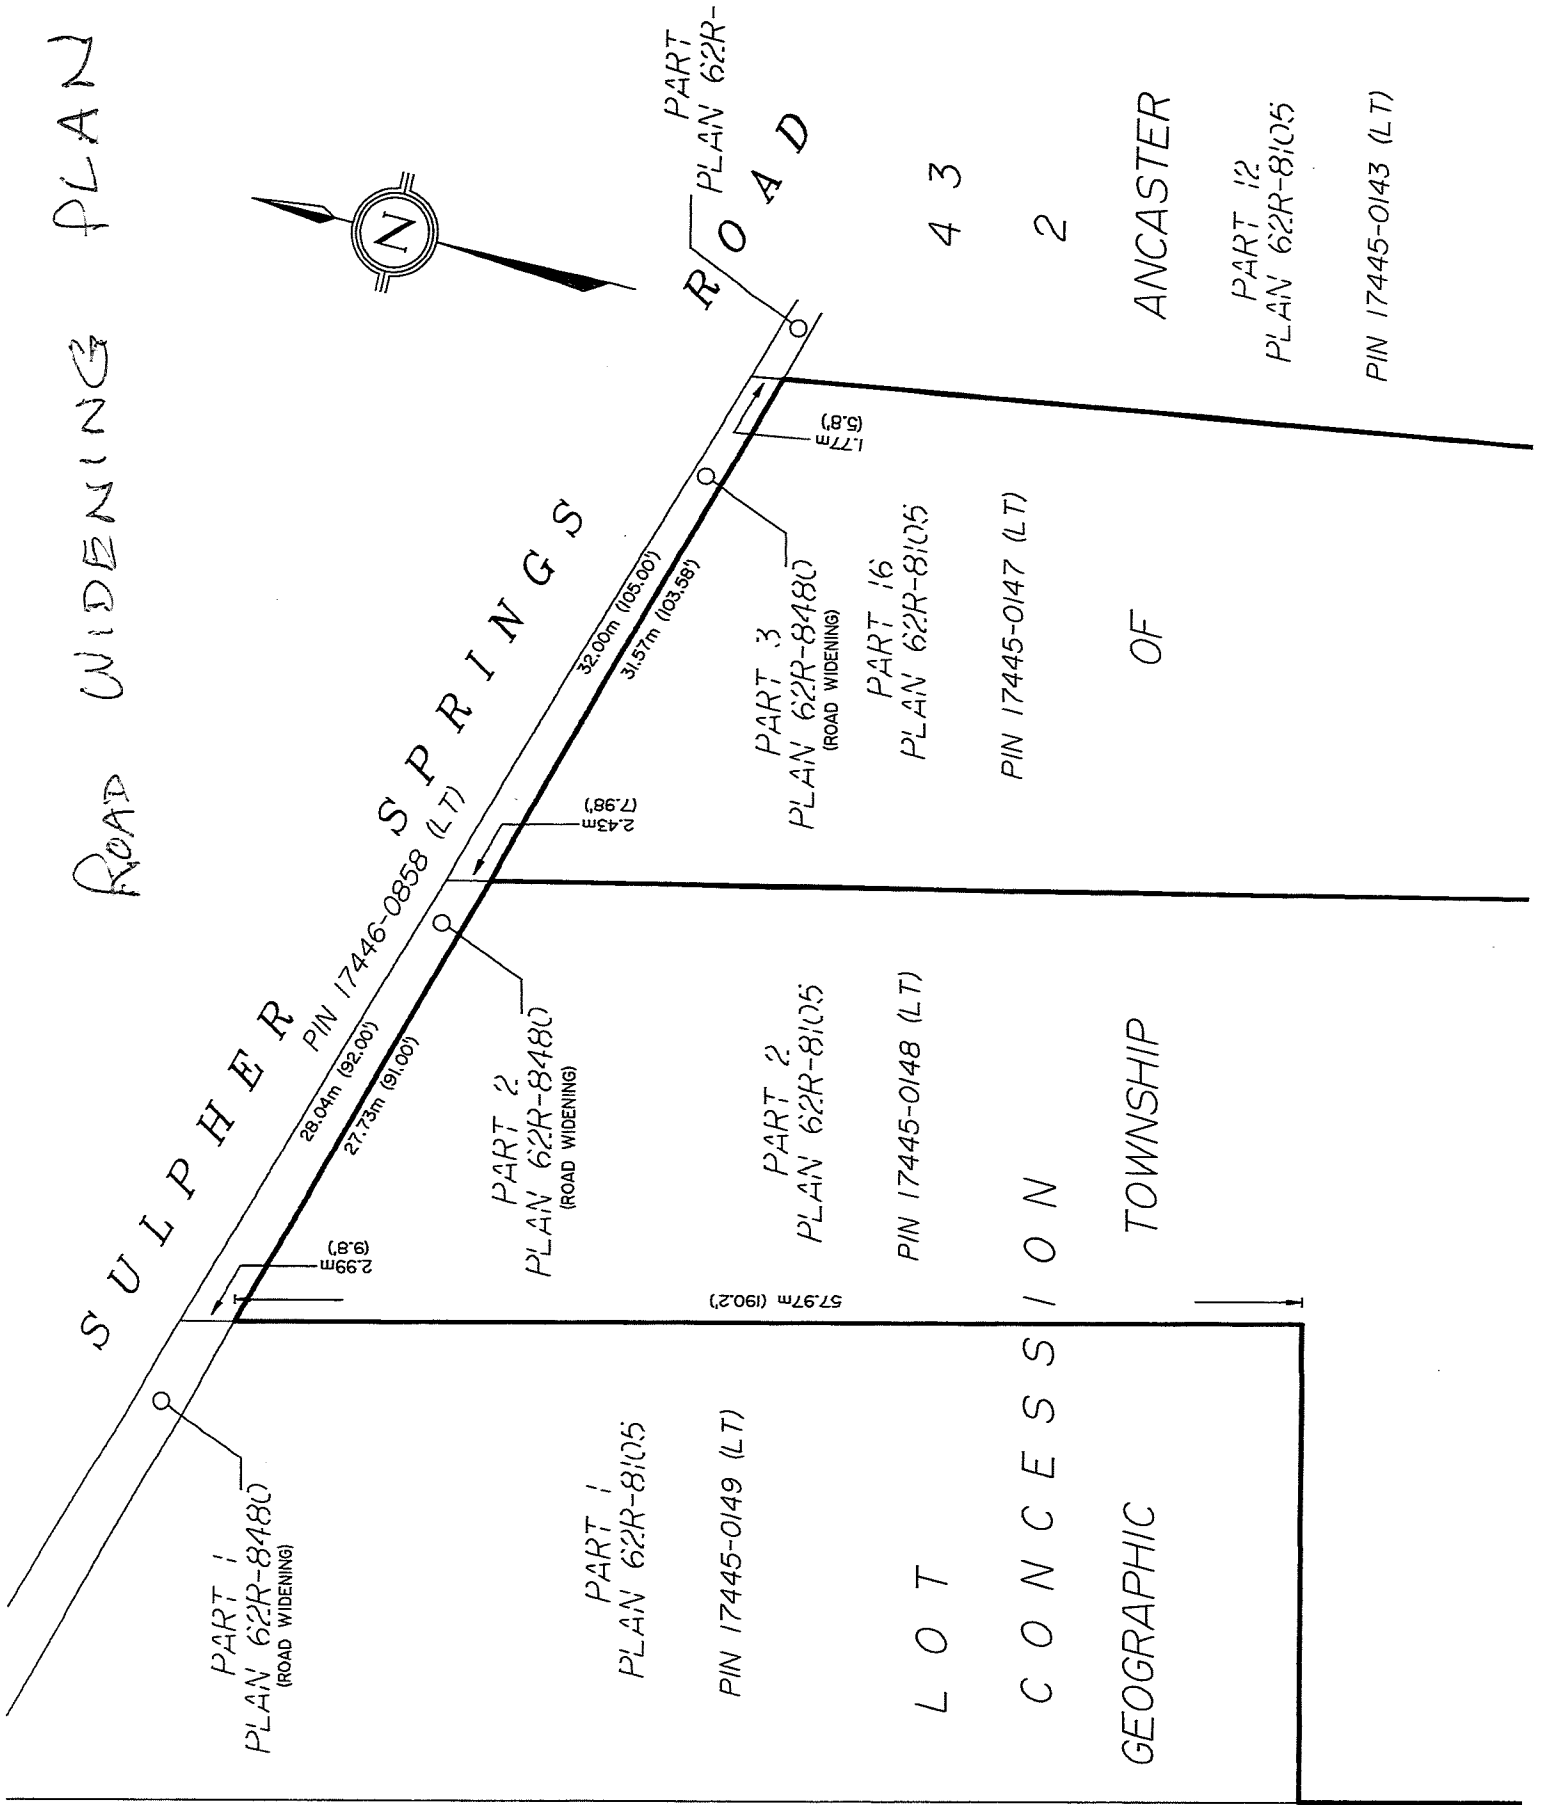 ROAD WIDENING PLAN
N
SULPHER SPRINGS ROAD
PIN 17446-0858 (LT)
28.04m (92.00')
27.73m (91.00')
32.00m (105.00')
31.57m (103.58')
2.99m
(9.8')
2.43m
(7.98')
1.77m
(5.8')
57.97m (190.2')
PART 1
PLAN 62R-8480
(ROAD WIDENING)
PART 2
PLAN 62R-8480
(ROAD WIDENING)
PART 3
PLAN 62R-8480
(ROAD WIDENING)
PART
PLAN 62R-
PART 1
PLAN 62R-8105
PIN 17445-0149 (LT)
PART 2
PLAN 62R-8105
PIN 17445-0148 (LT)
PART 16
PLAN 62R-8105
PIN 17445-0147 (LT)
PART 12
PLAN 62R-8105
PIN 17445-0143 (LT)
LOT 43
CONCESSION 2
GEOGRAPHIC TOWNSHIP OF ANCASTER